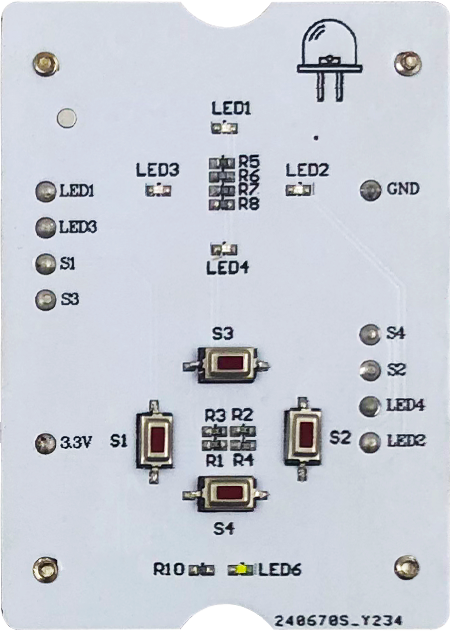 LED1
R5
LED3
R6
LED2
R7
R8
LED1
GND
LED3
LED4
S1
S3
S3
S4
S2
LED4
R3 R2
3.3V
S1
R1 R4
S2
LED2
S4
R10
LED6
240670S_Y234